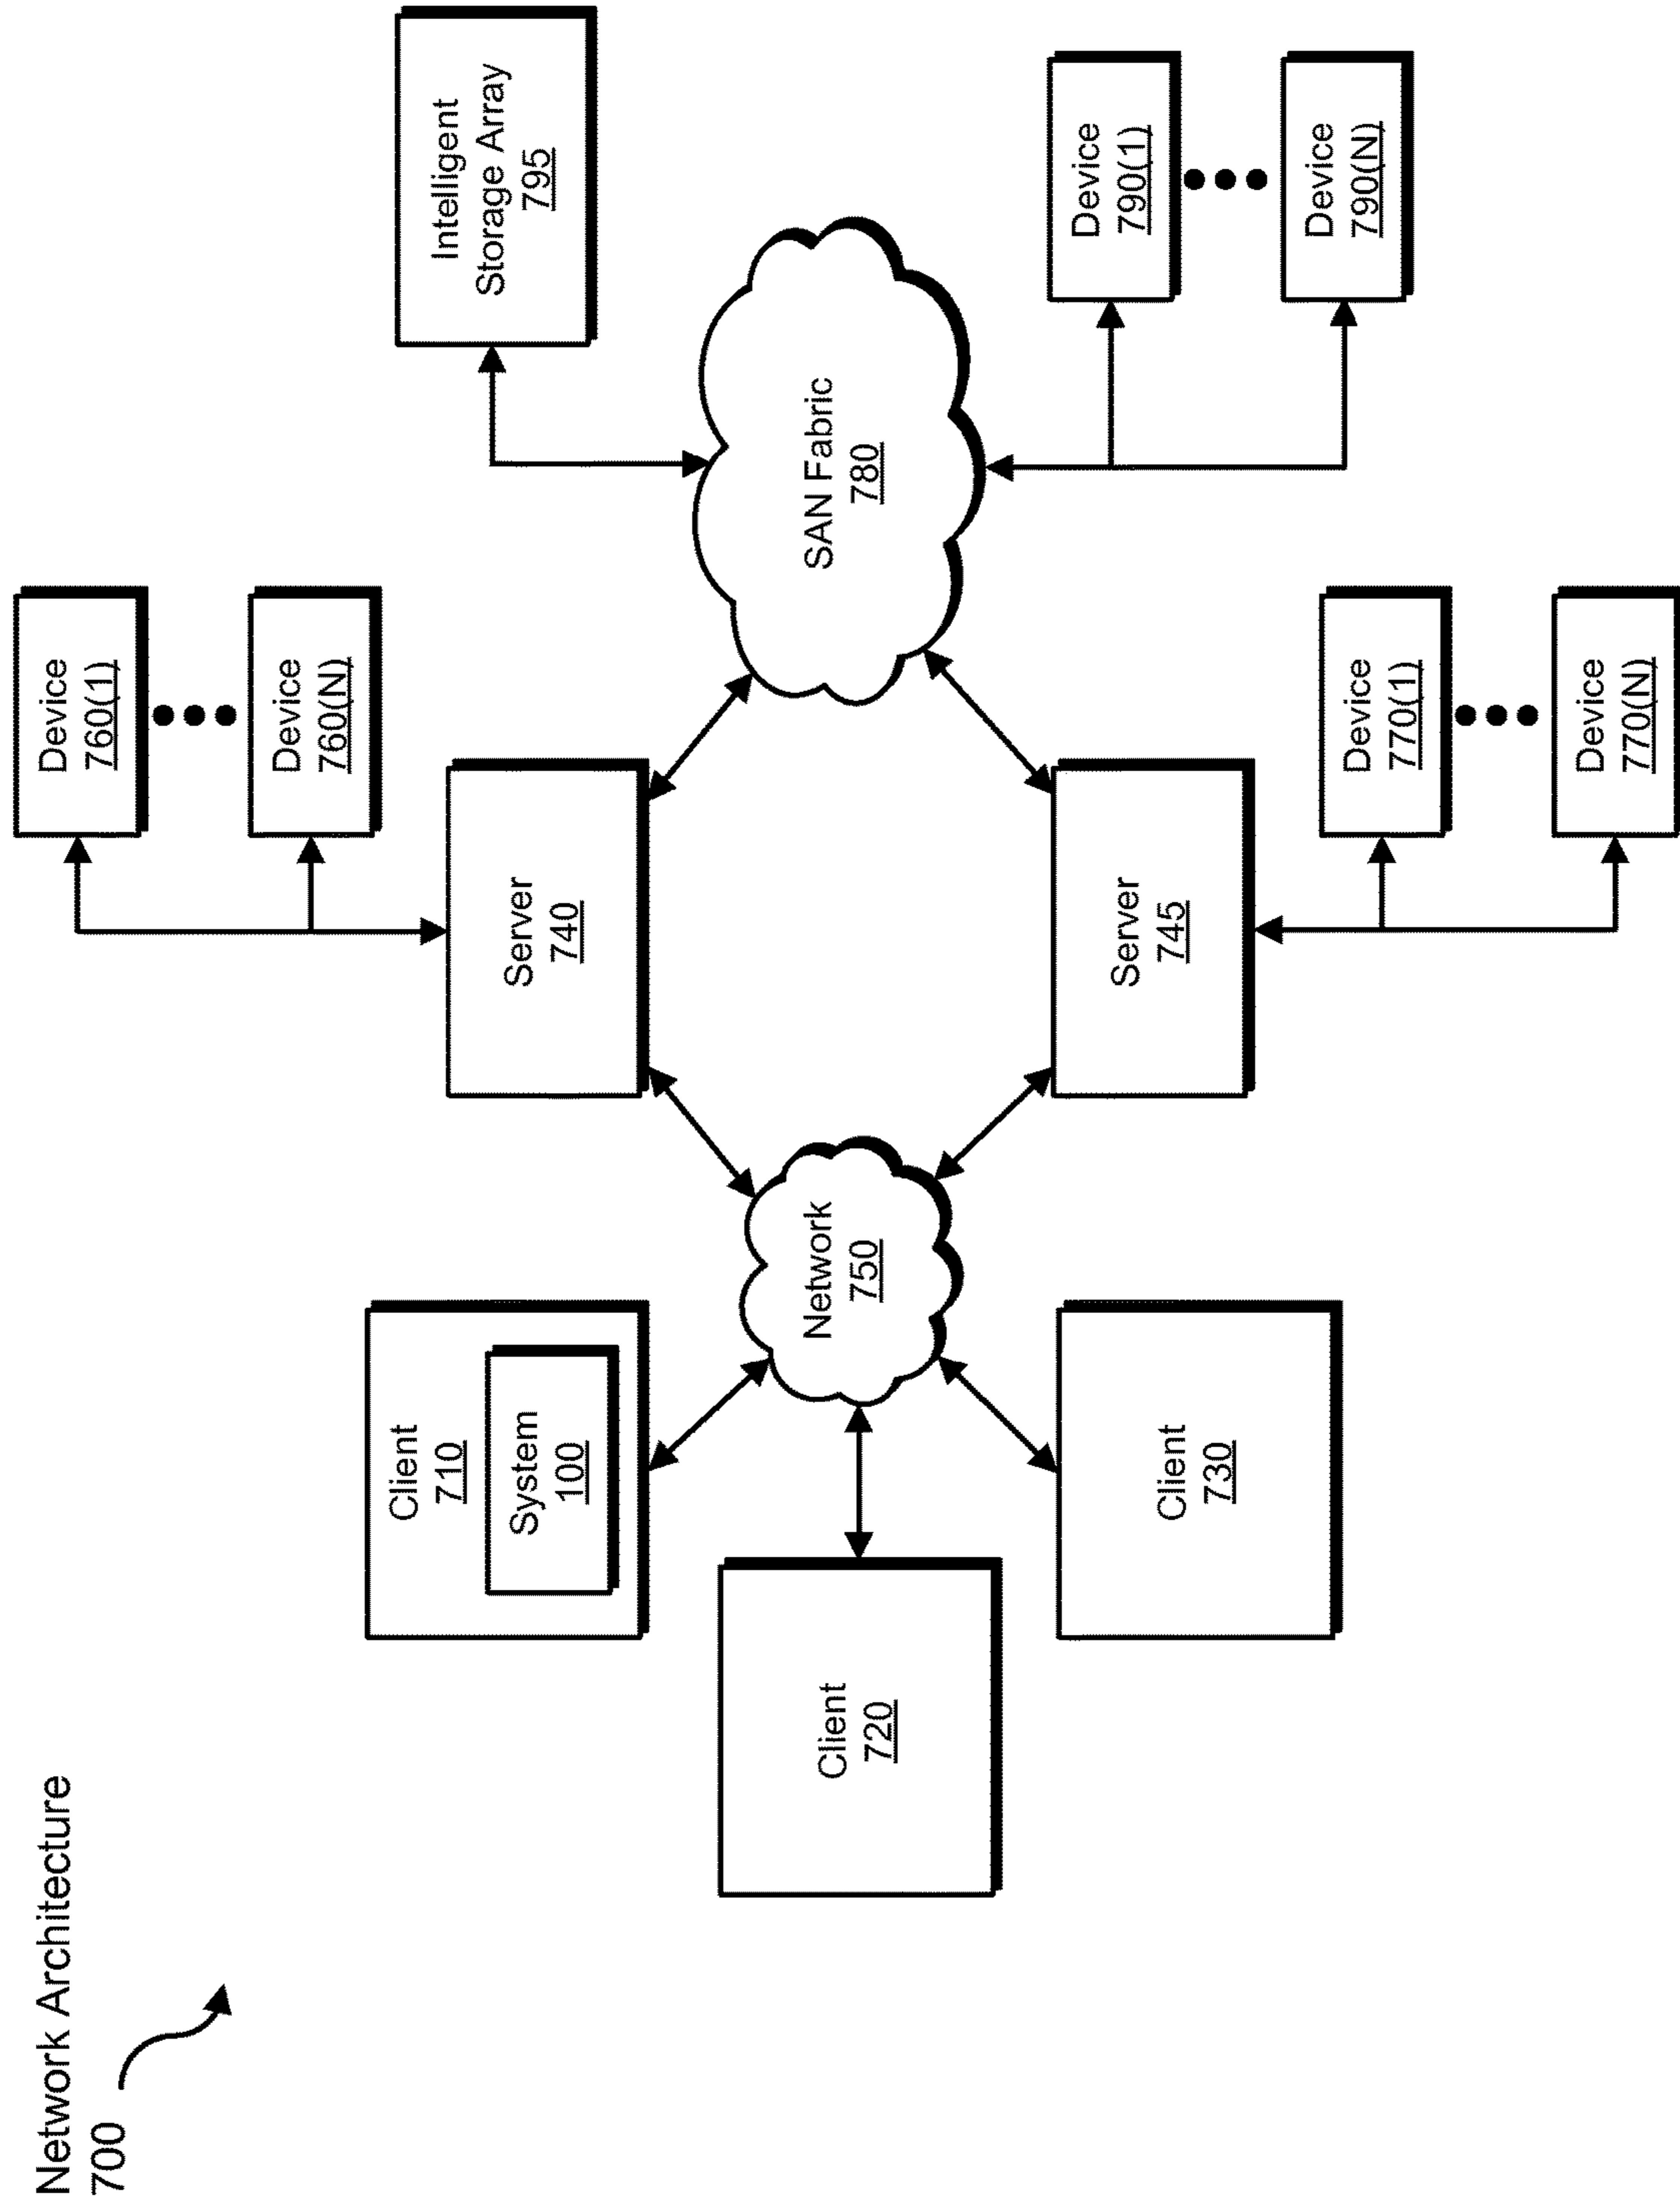 Network Architecture
700
Client
710
System
100
Client
720
Client
730
Network
750
Server
740
Server
745
Device
760(1)
Device
760(N)
Device
770(1)
Device
770(N)
SAN Fabric
780
Intelligent
Storage Array
795
Device
790(1)
Device
790(N)